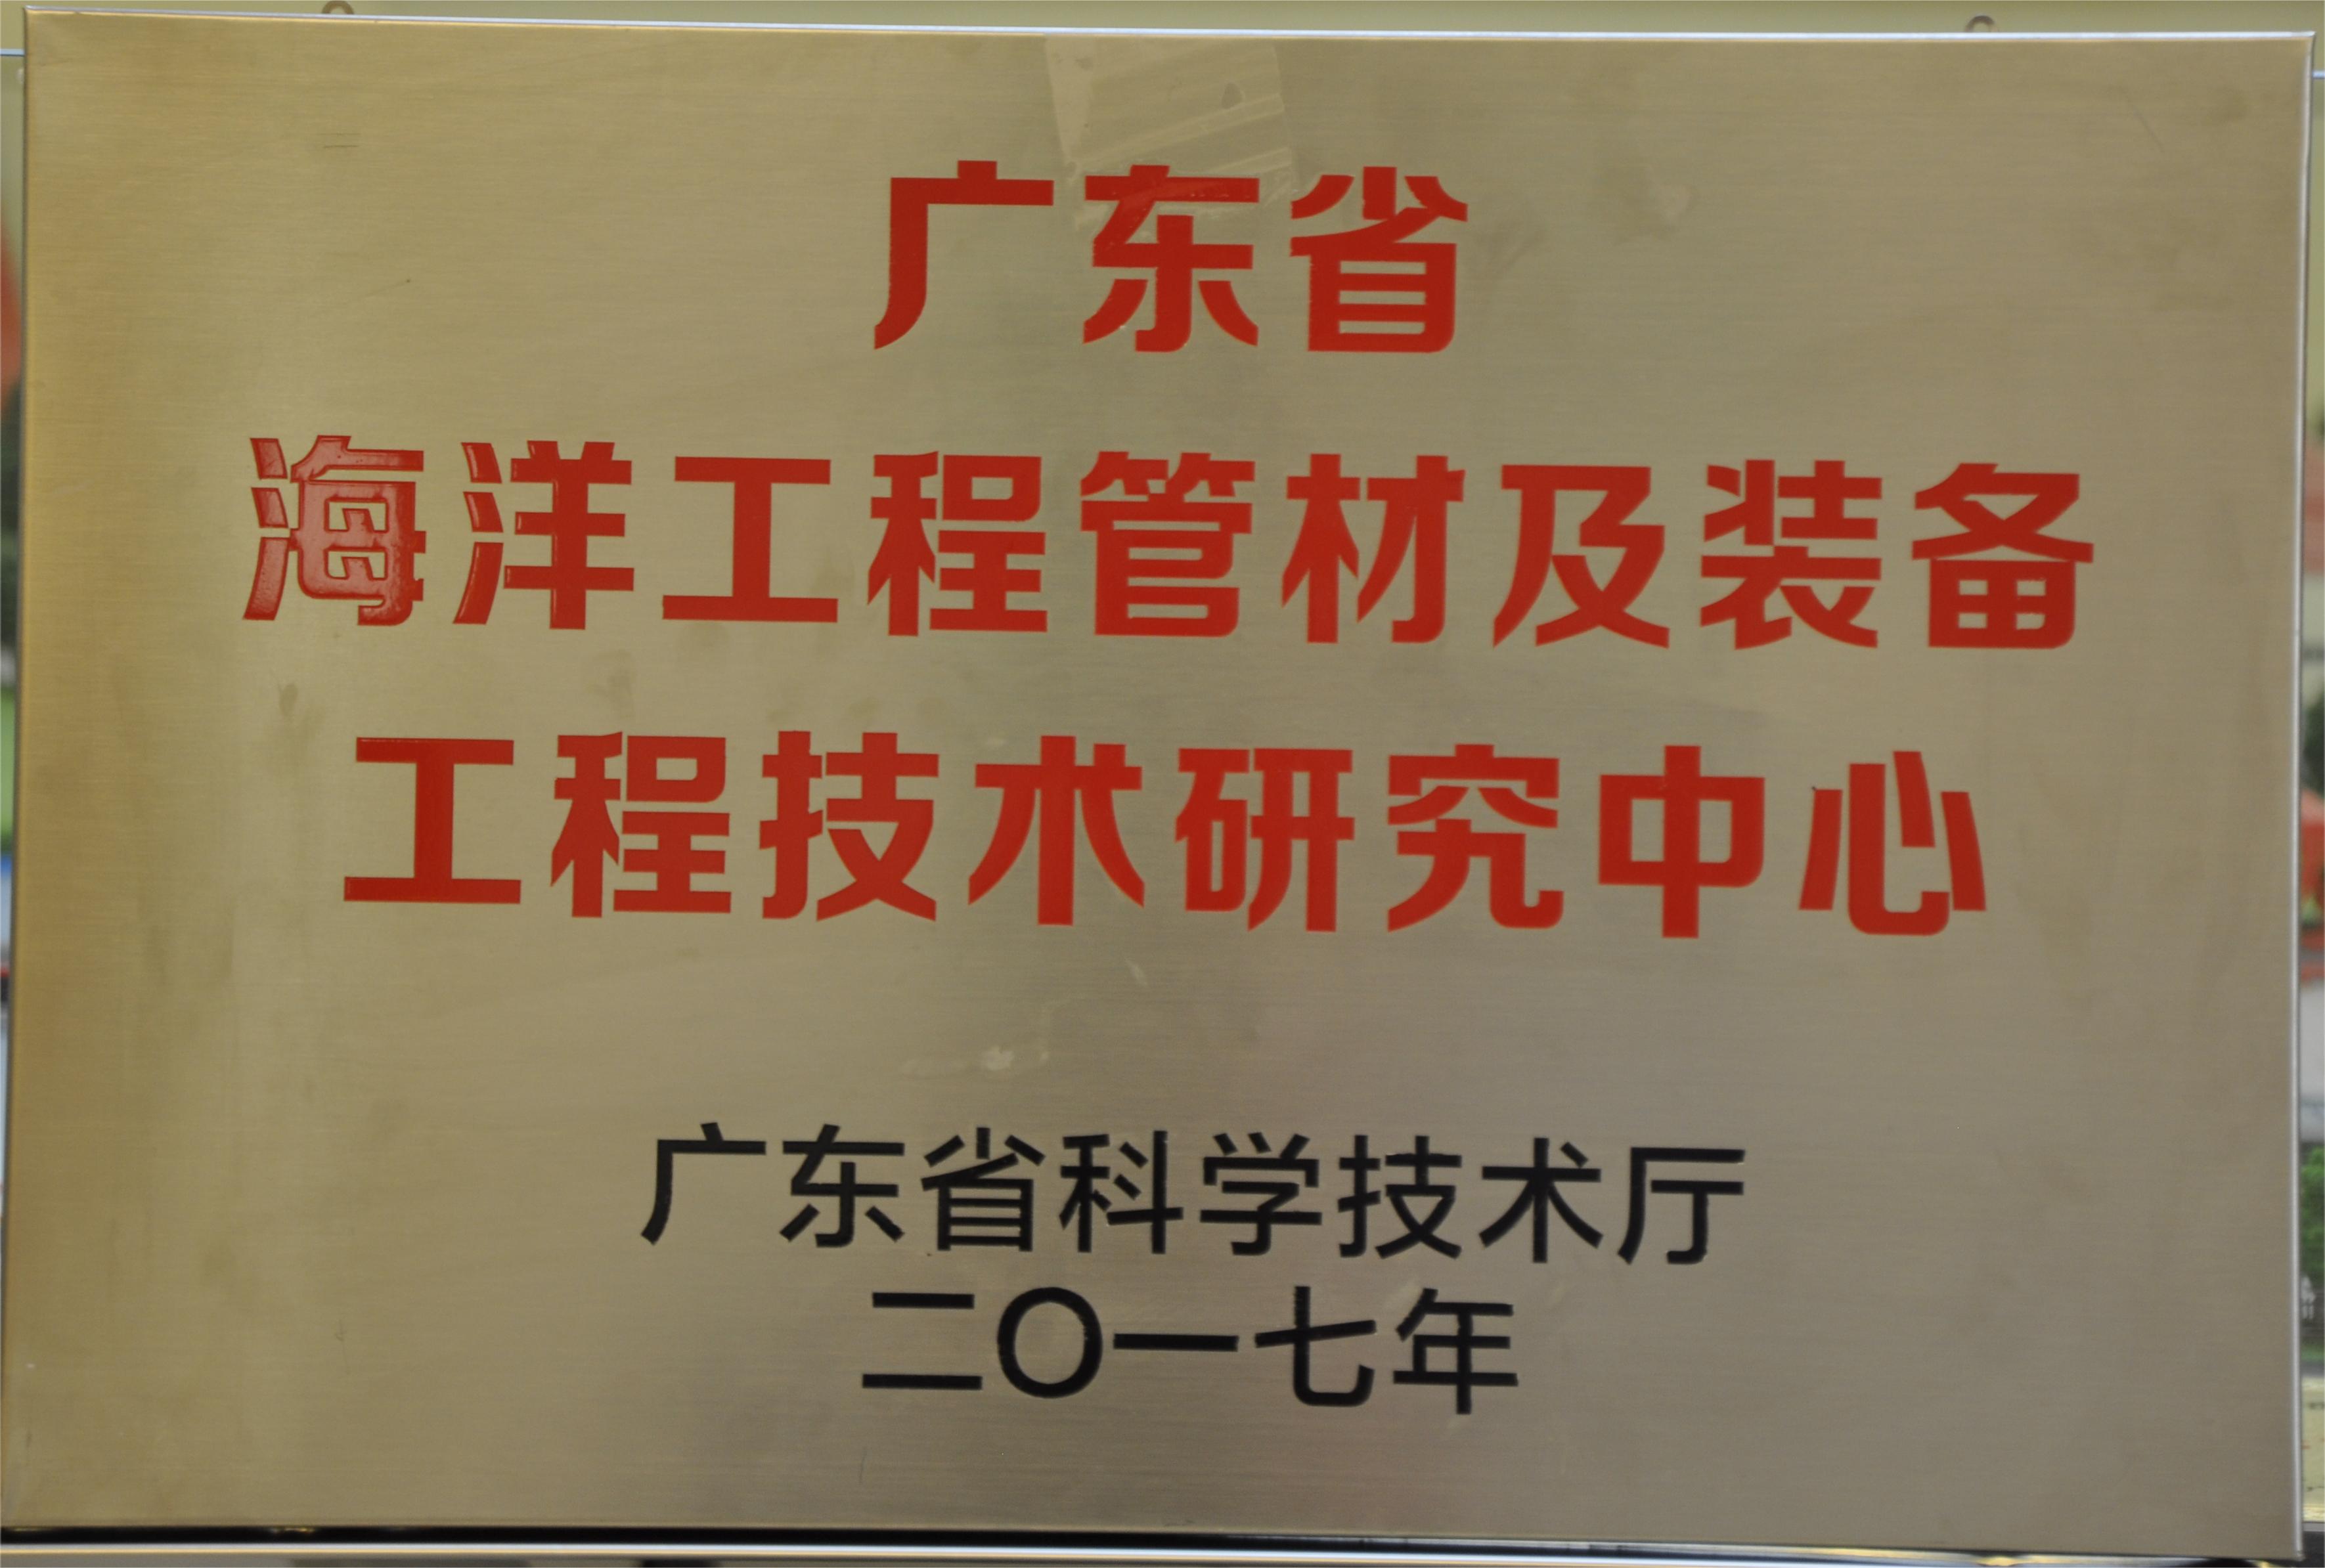 广东省
海洋工程管材及装备
工程技术研究中心
广东省科学技术厅
二〇一七年